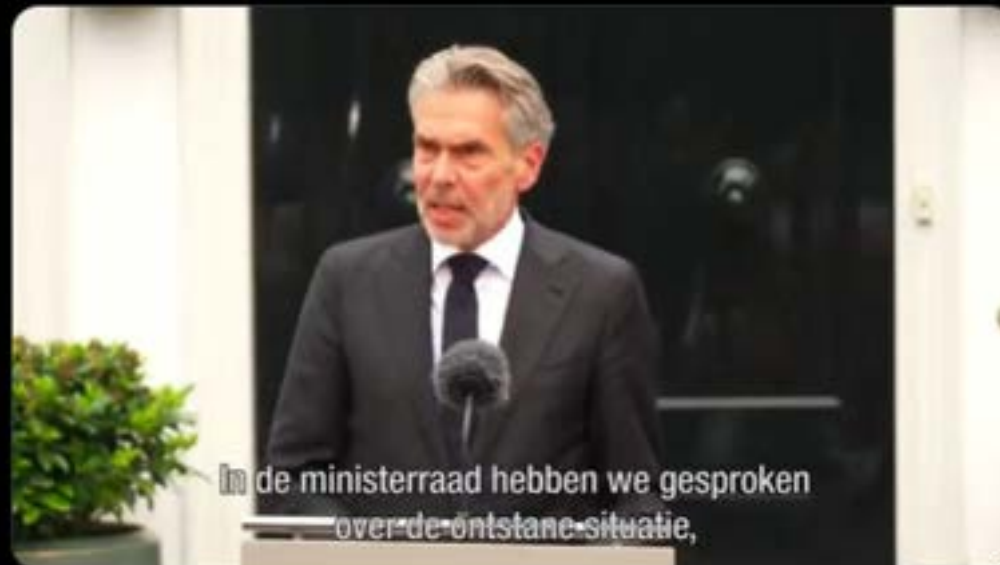 In de ministerraad hebben we gesproken
over de ontstane situatie,